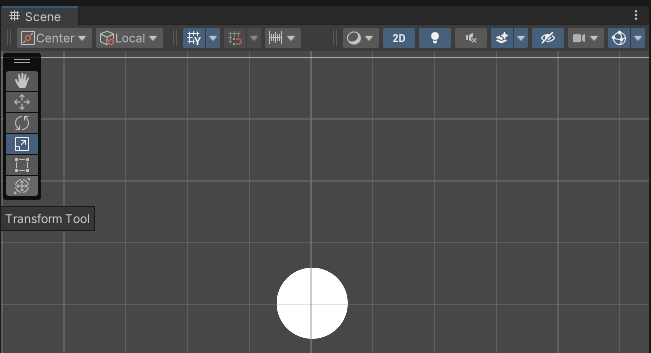 Scene
Center Local Y 2D
Transform Tool